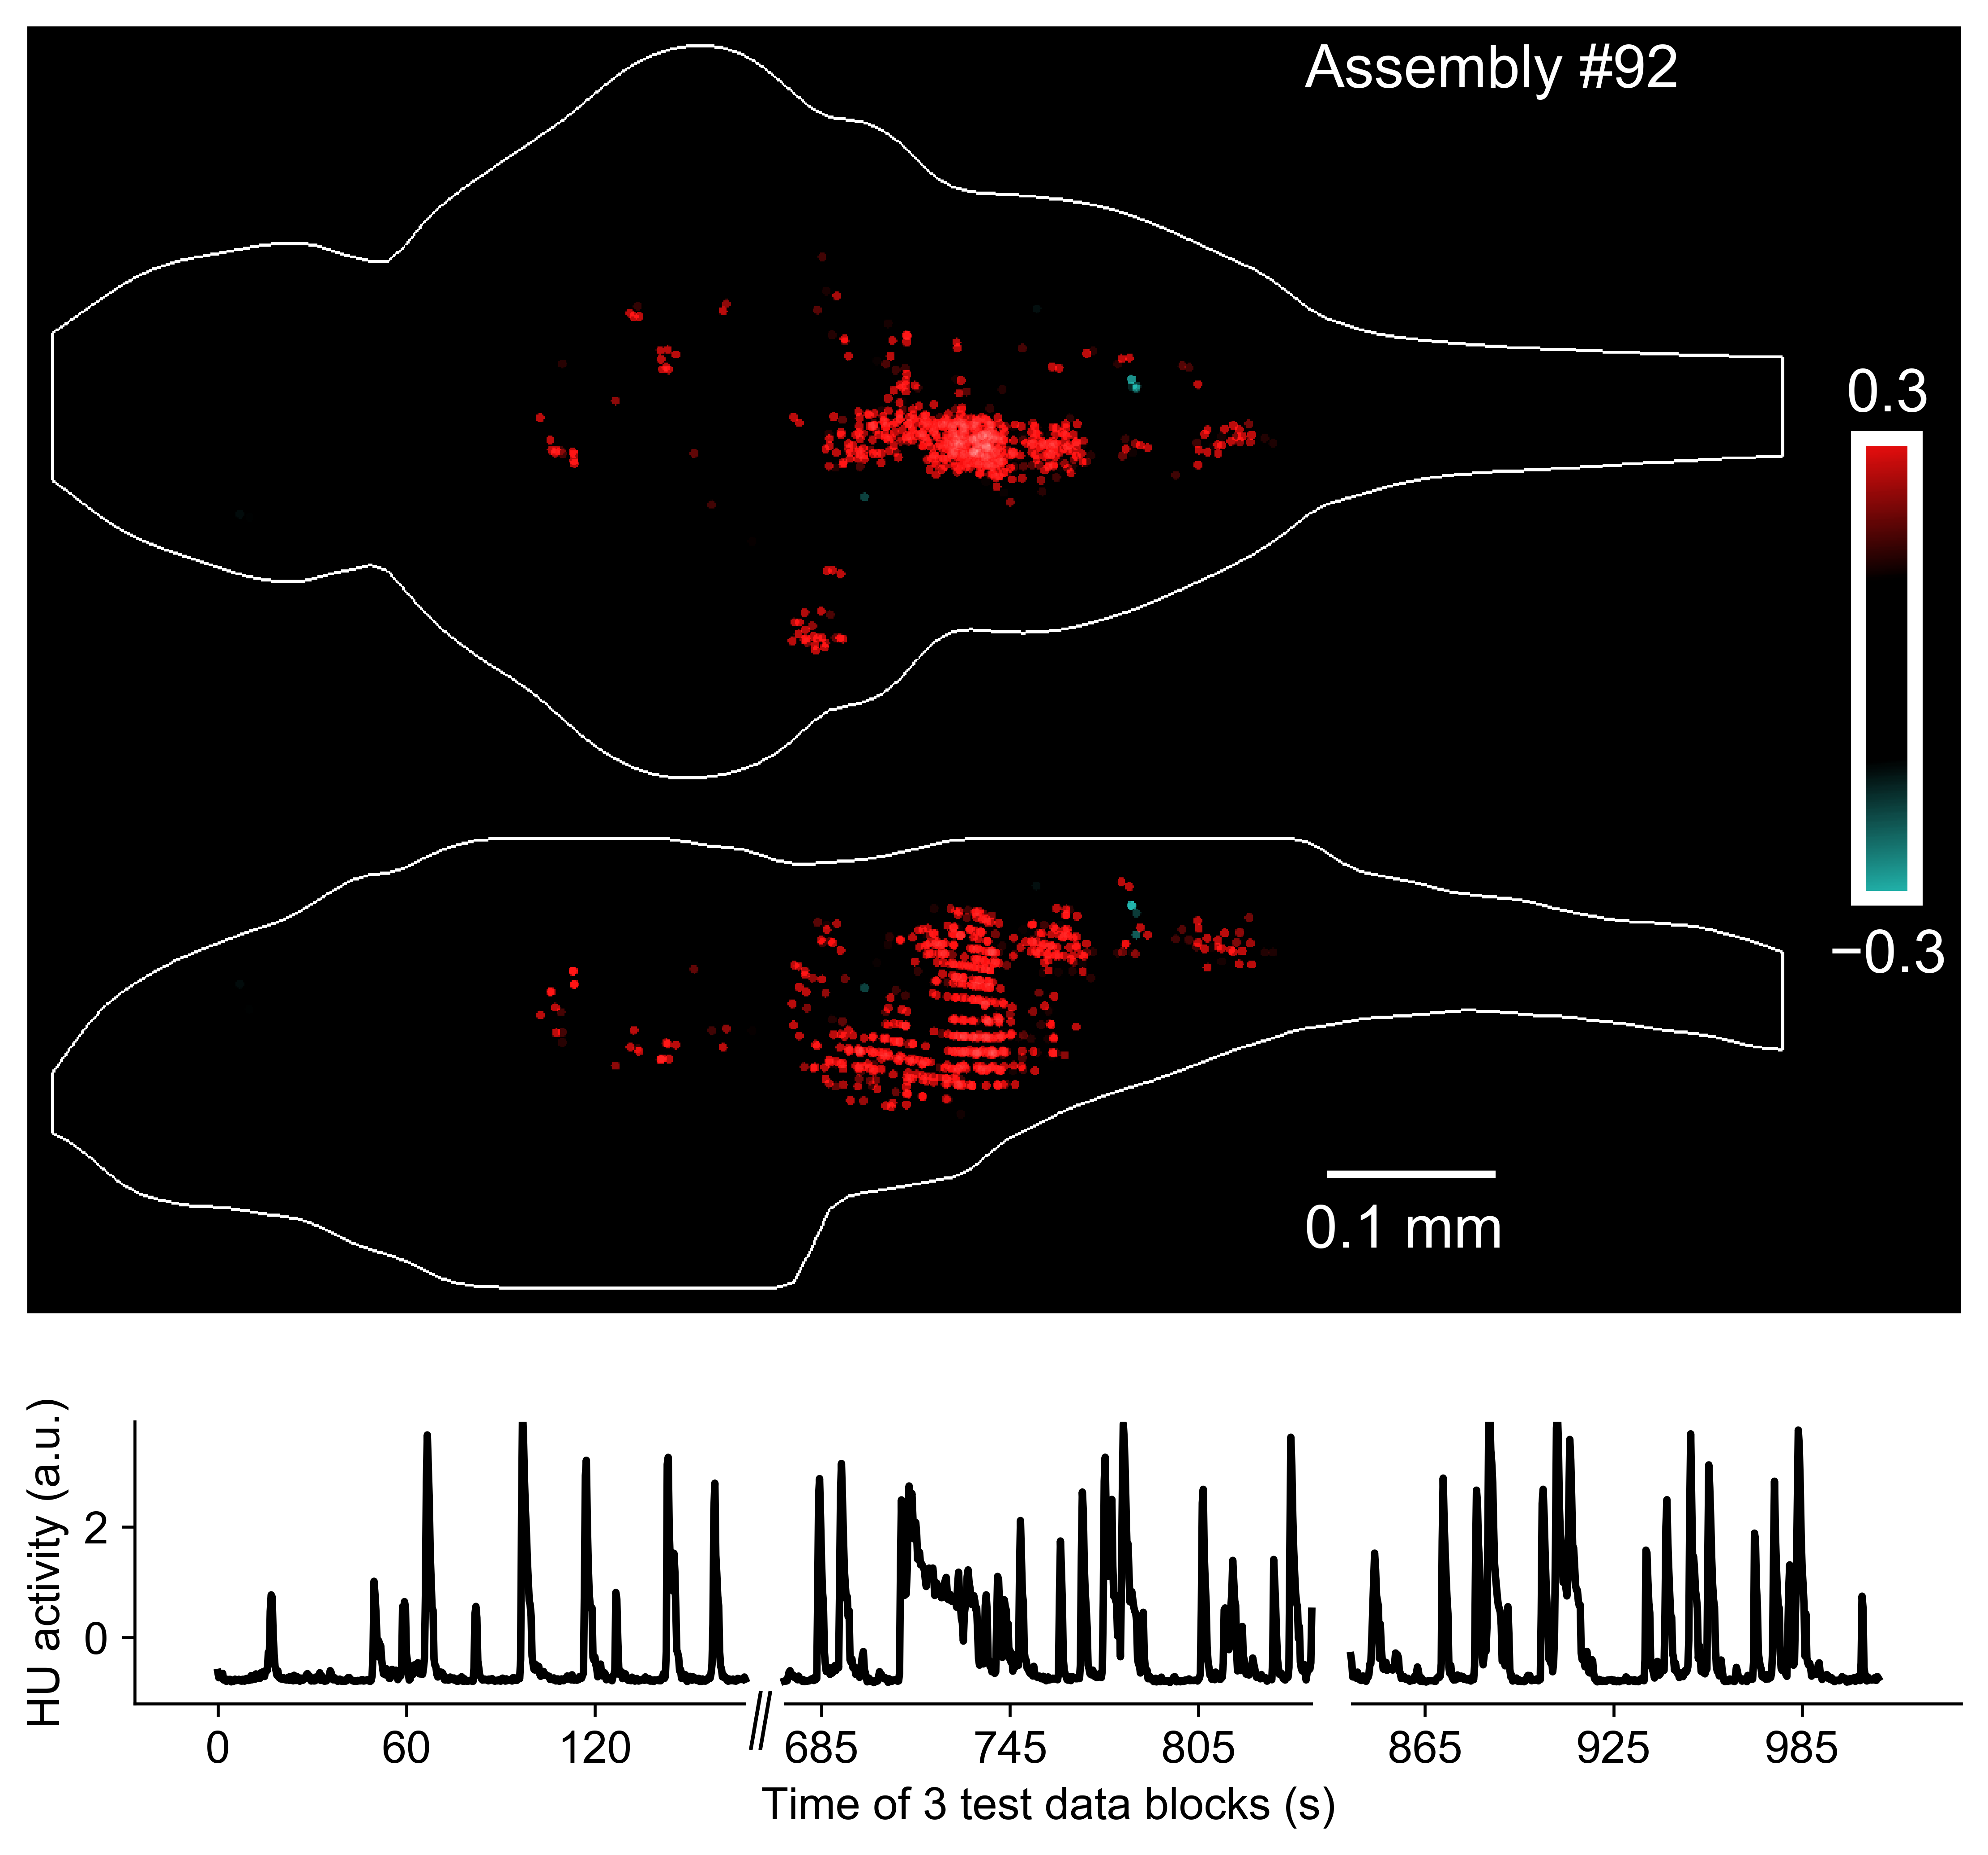 Assembly #92
0.3
−0.3
0.1 mm
HU activity (a.u.)
2
0
0 60 120 685 745 805 865 925 985
Time of 3 test data blocks (s)